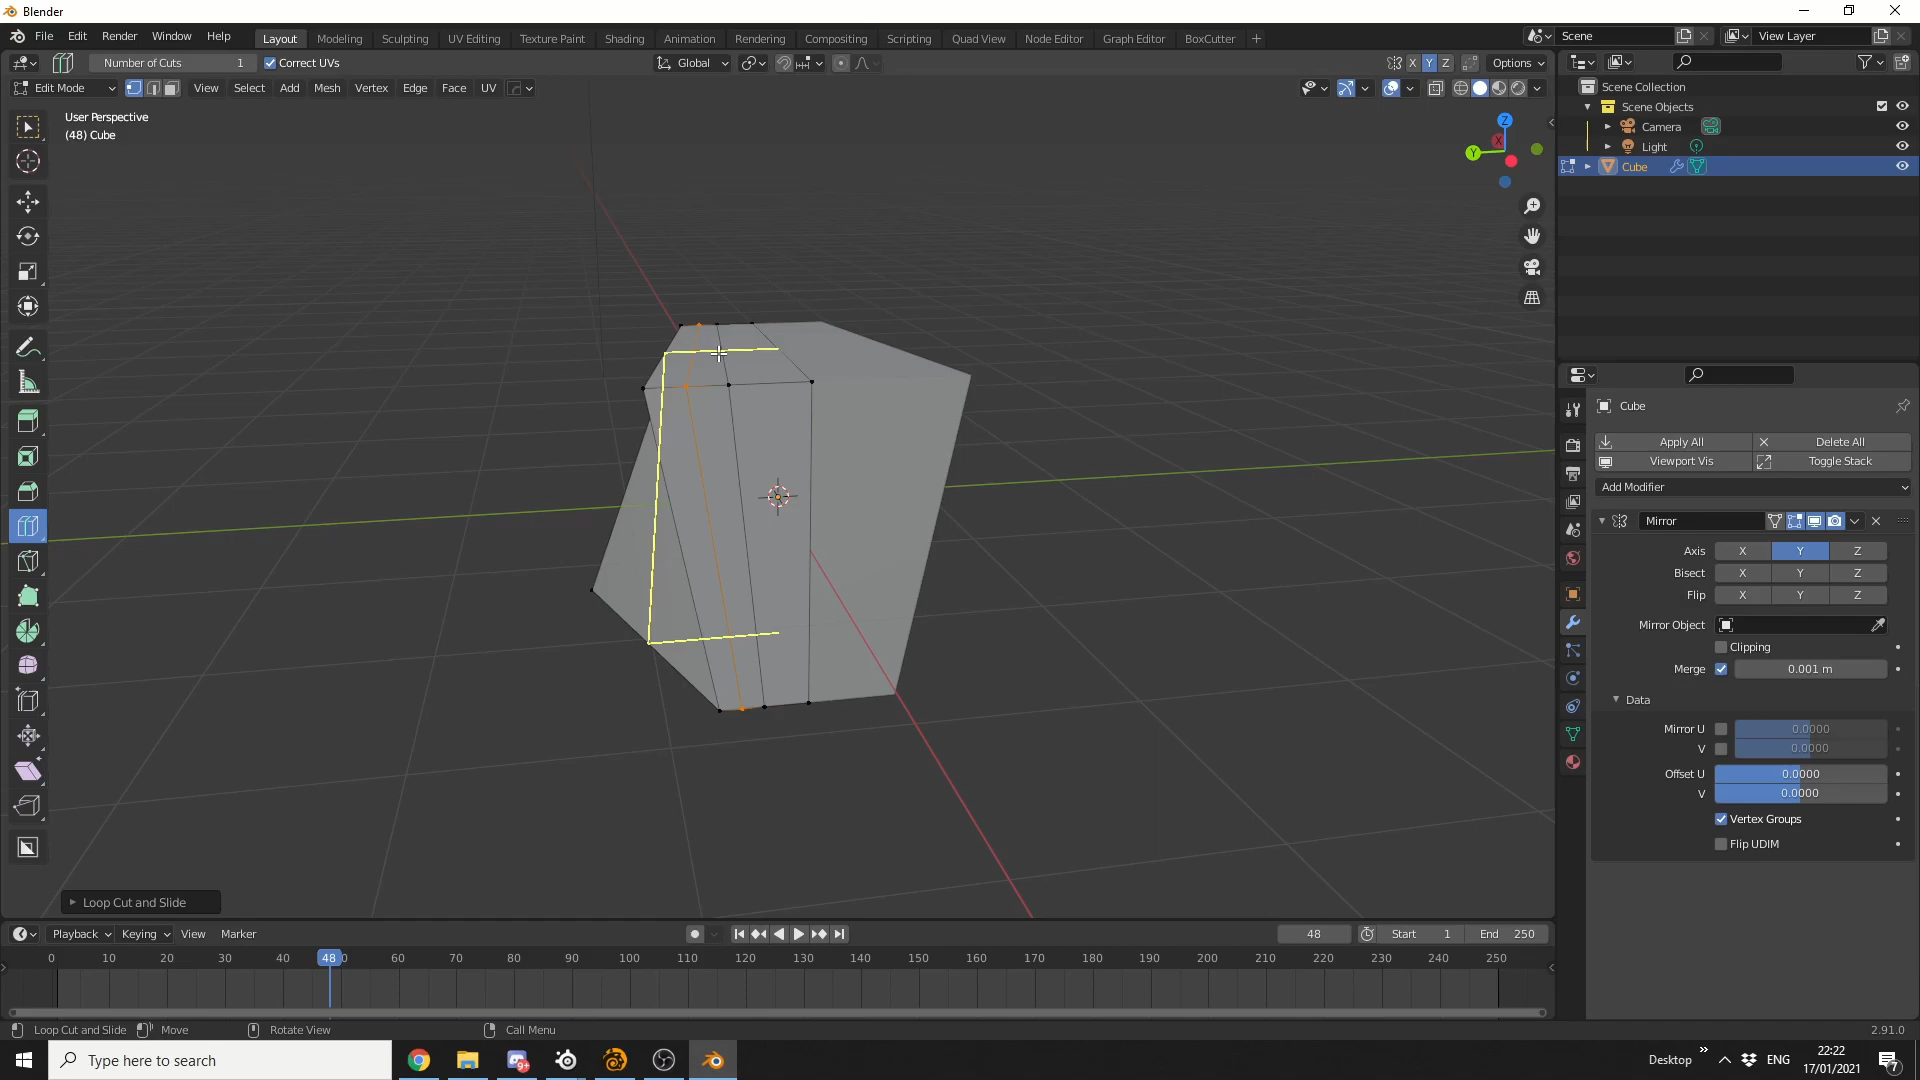 Blender
File Edit Render Window Help
Layout Modeling Sculpting UV Editing Texture Paint Shading Animation Rendering Compositing Scripting Quad View Node Editor Graph Editor BoxCutter +
Scene View Layer
Number of Cuts 1 Correct UVs Global X Y Z Options
Edit Mode View Select Add Mesh Vertex Edge Face UV
User Perspective
(48) Cube
Z
X
Y
Scene Collection
Scene Objects
Camera
Light
Cube
Cube
Apply All Delete All
Viewport Vis Toggle Stack
Add Modifier
Mirror
Axis X Y Z
Bisect X Y Z
Flip X Y Z
Mirror Object
Clipping
Merge 0.001 m
Data
Mirror U 0.0000
V 0.0000
Offset U 0.0000
V 0.0000
Vertex Groups
Flip UDIM
Loop Cut and Slide
Playback Keying View Marker 48 Start 1 End 250
0 10 20 30 40 48 0 60 70 80 90 100 110 120 130 140 150 160 170 180 190 200 210 220 230 240 250
Loop Cut and Slide Move Rotate View Call Menu 2.91.0
Type here to search
9+
Desktop » ENG
22:22
17/01/2021
7